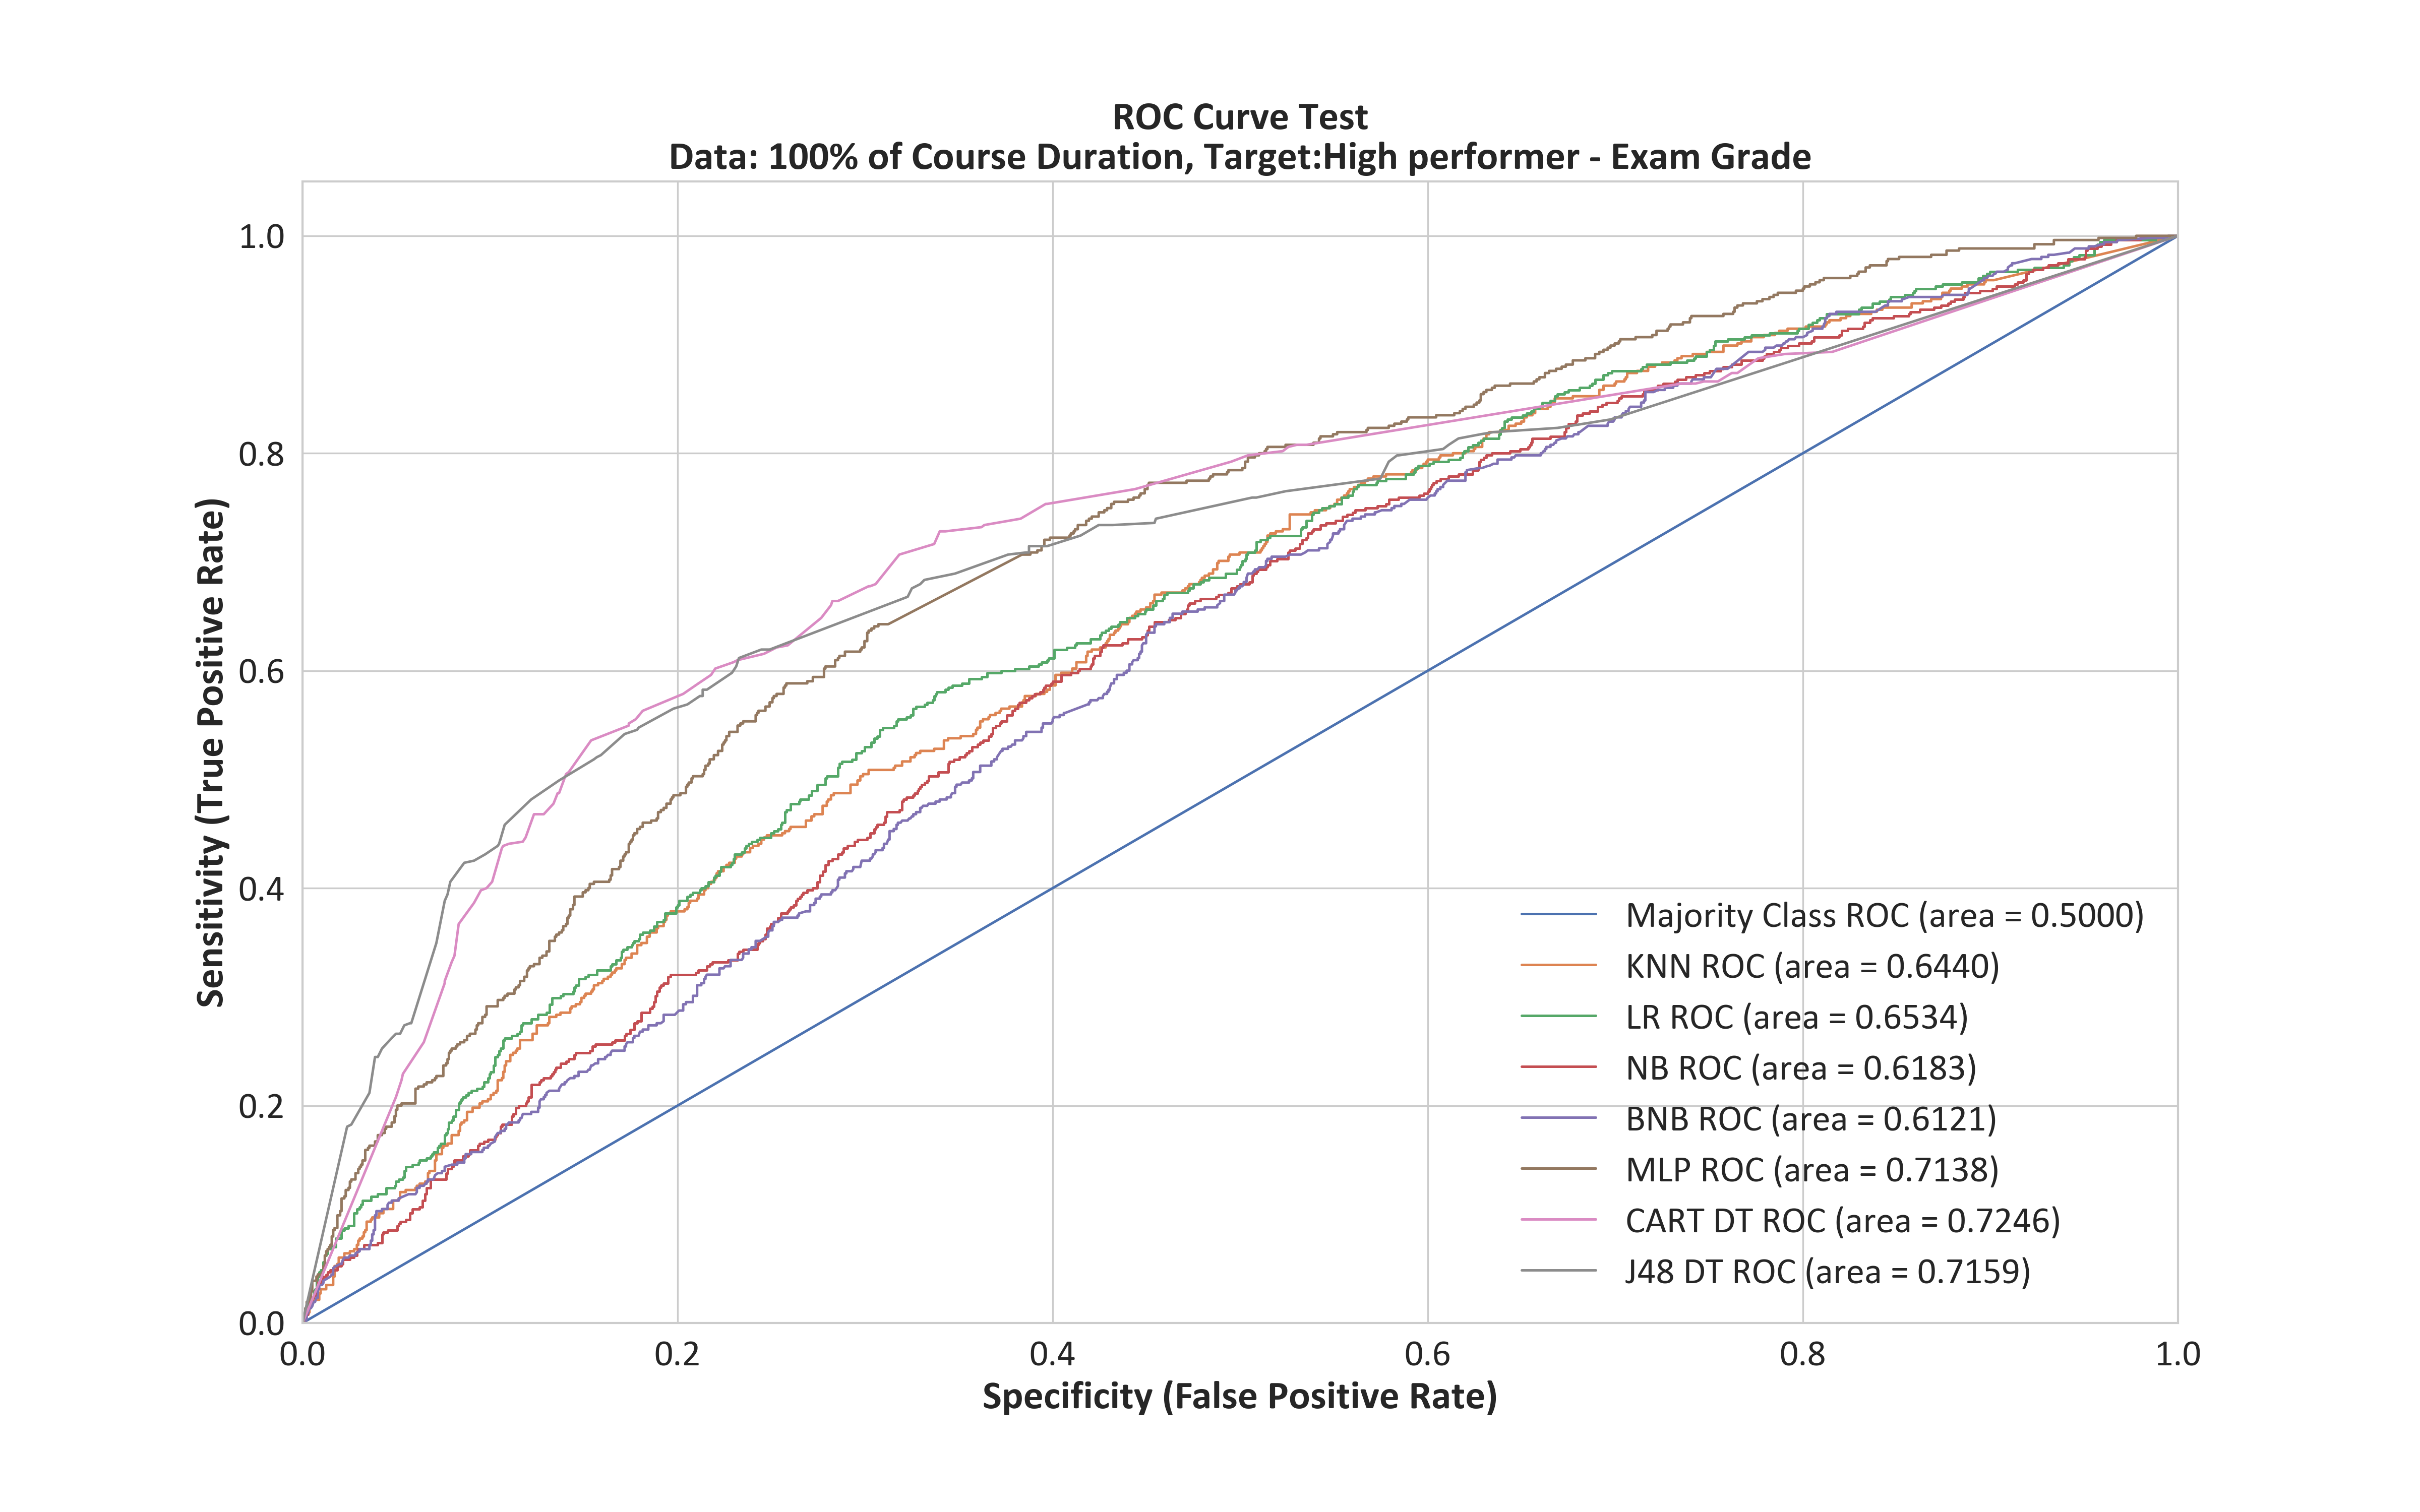 ROC Curve Test
Data: 100% of Course Duration, Target:High performer - Exam Grade
Sensitivity (True Positive Rate)
1.0
0.8
0.6
0.4
0.2
0.0
0.0 0.2 0.4 0.6 0.8 1.0
Specificity (False Positive Rate)
Majority Class ROC (area = 0.5000)
KNN ROC (area = 0.6440)
LR ROC (area = 0.6534)
NB ROC (area = 0.6183)
BNB ROC (area = 0.6121)
MLP ROC (area = 0.7138)
CART DT ROC (area = 0.7246)
J48 DT ROC (area = 0.7159)